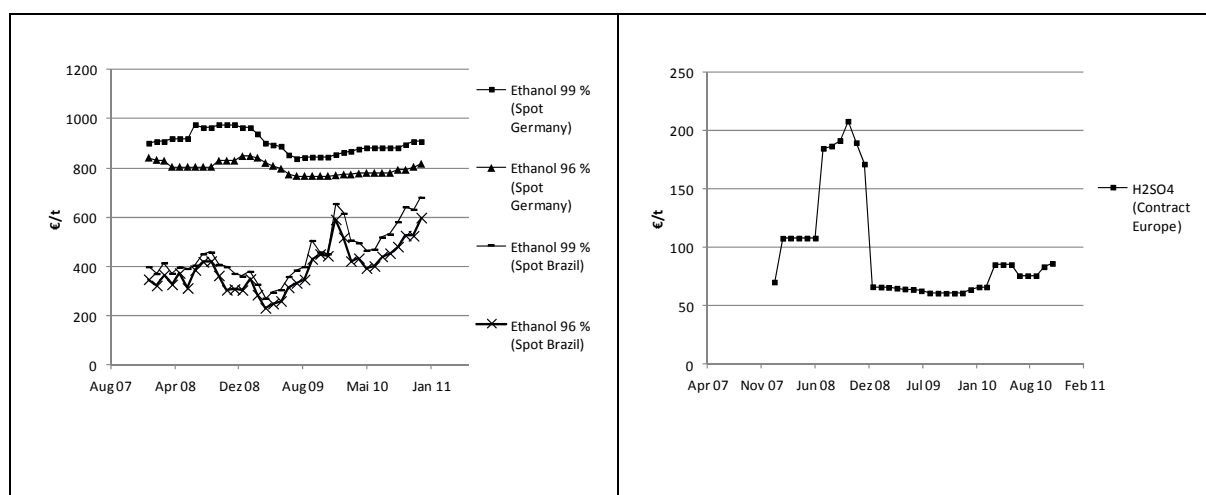 1200
1000
800
600
400
200
0
€/t
Aug 07 Apr 08 Dez 08 Aug 09 Mai 10 Jan 11
Ethanol 99 %
(Spot
Germany)
Ethanol 96 %
(Spot
Germany)
Ethanol 99 %
(Spot Brazil)
Ethanol 96 %
(Spot Brazil)
250
200
150
100
50
0
€/t
Apr 07 Nov 07 Jun 08 Dez 08 Jul 09 Jan 10 Aug 10 Feb 11
H2SO4
(Contract
Europe)